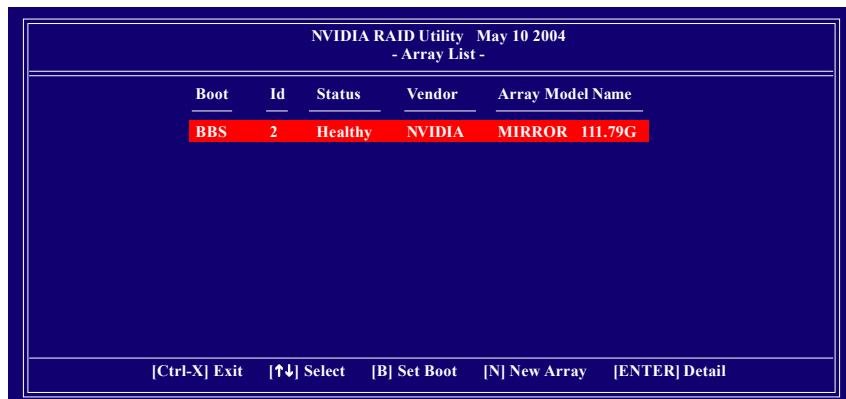 NVIDIA RAID Utility May 10 2004
- Array List -
Boot Id Status Vendor Array Model Name
BBS 2 Healthy NVIDIA MIRROR 111.79G
[Ctrl-X] Exit [↑↓] Select [B] Set Boot [N] New Array [ENTER] Detail